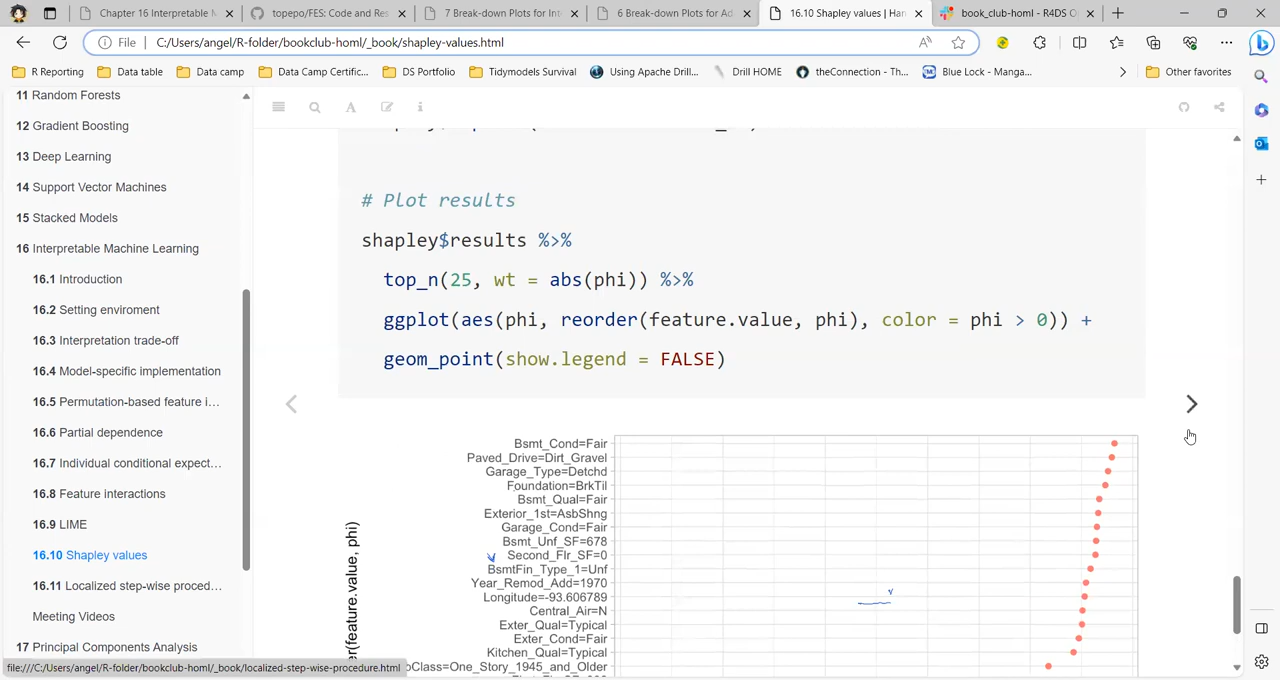 Chapter 16 Interpretable M
topepo/FES: Code and Res
7 Break-down Plots for Int
6 Break-down Plots for Ad
16.10 Shapley values | Han
book_club-homl - R4DS O
File
C:/Users/angel/R-folder/bookclub-homl/_book/shapley-values.html
R Reporting
Data table
Data camp
Data Camp Certific...
DS Portfolio
Tidymodels Survival
Using Apache Drill...
Drill HOME
theConnection - Th...
Blue Lock - Manga...
Other favorites
11 Random Forests
12 Gradient Boosting
13 Deep Learning
14 Support Vector Machines
15 Stacked Models
16 Interpretable Machine Learning
16.1 Introduction
16.2 Setting enviroment
16.3 Interpretation trade-off
16.4 Model-specific implementation
16.5 Permutation-based feature i...
16.6 Partial dependence
16.7 Individual conditional expect...
16.8 Feature interactions
16.9 LIME
16.10 Shapley values
16.11 Localized step-wise proced...
Meeting Videos
17 Principal Components Analysis
file:///C:/Users/angel/R-folder/bookclub-homl/_book/localized-step-wise-procedure.html
# Plot results
shapley$results %>%
top_n(25, wt = abs(phi)) %>%
ggplot(aes(phi, reorder(feature.value, phi), color = phi > 0)) +
geom_point(show.legend = FALSE)
Bsmt_Cond=Fair
Paved_Drive=Dirt_Gravel
Garage_Type=Detchd
Foundation=BrkTil
Bsmt_Qual=Fair
Exterior_1st=AsbShng
Garage_Cond=Fair
Bsmt_Unf_SF=678
Second_Flr_SF=0
BsmtFin_Type_1=Unf
Year_Remod_Add=1970
Longitude=-93.606789
Central_Air=N
Exter_Qual=Typical
Exter_Cond=Fair
Kitchen_Qual=Typical
oClass=One_Story_1945_and_Older
er(feature.value, phi)